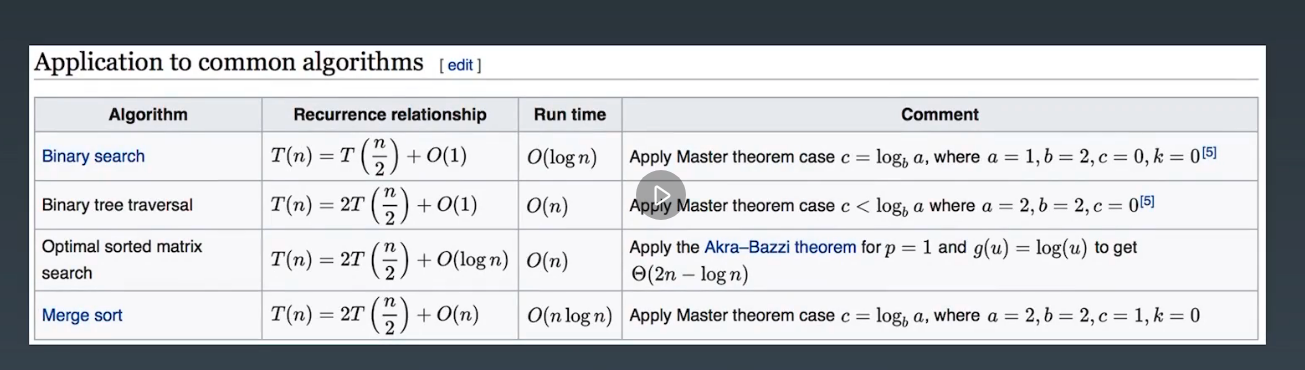 Application to common algorithms [ edit ]
Algorithm Recurrence relationship Run time Comment
Binary search T(n) = T(n/2) + O(1) O(log n) Apply Master theorem case c = log_b a, where a = 1, b = 2, c = 0, k = 0[5]
Binary tree traversal T(n) = 2T(n/2) + O(1) O(n) Apply Master theorem case c < log_b a where a = 2, b = 2, c = 0[5]
Optimal sorted matrix
search T(n) = 2T(n/2) + O(log n) O(n) Apply the Akra–Bazzi theorem for p = 1 and g(u) = log(u) to get
Θ(2n − log n)
Merge sort T(n) = 2T(n/2) + O(n) O(n log n) Apply Master theorem case c = log_b a, where a = 2, b = 2, c = 1, k = 0